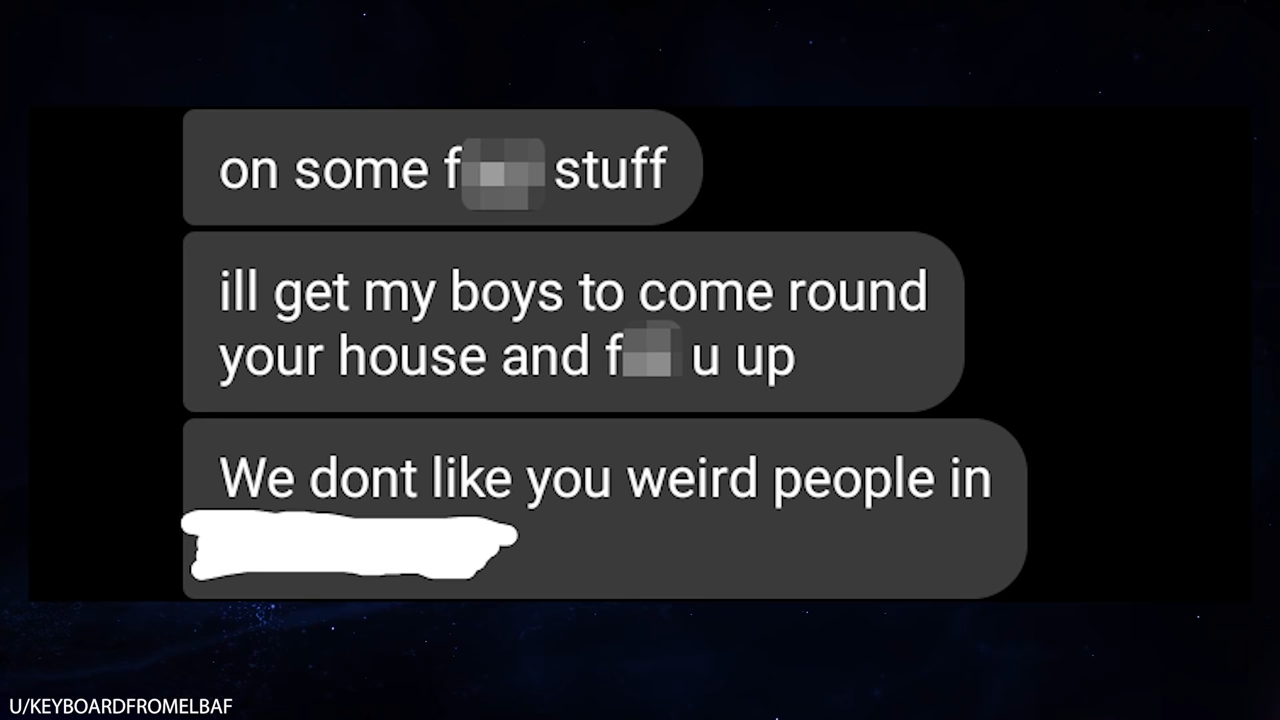 on some f stuff
ill get my boys to come round
your house and f u up
We dont like you weird people in
U/KEYBOARDFROMELBAF